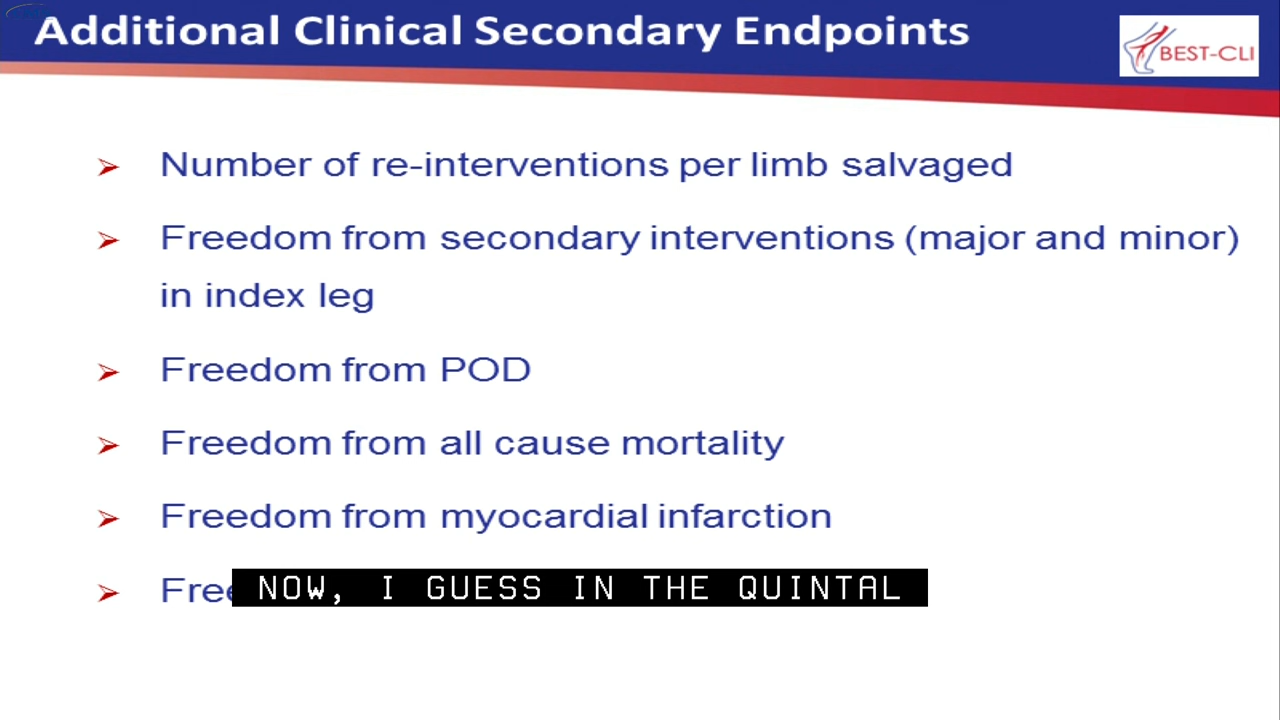 Additional Clinical Secondary Endpoints
BEST-CLI
➢ Number of re-interventions per limb salvaged
➢ Freedom from secondary interventions (major and minor)
in index leg
➢ Freedom from POD
➢ Freedom from all cause mortality
➢ Freedom from myocardial infarction
➢
NOW, I GUESS IN THE QUINTAL